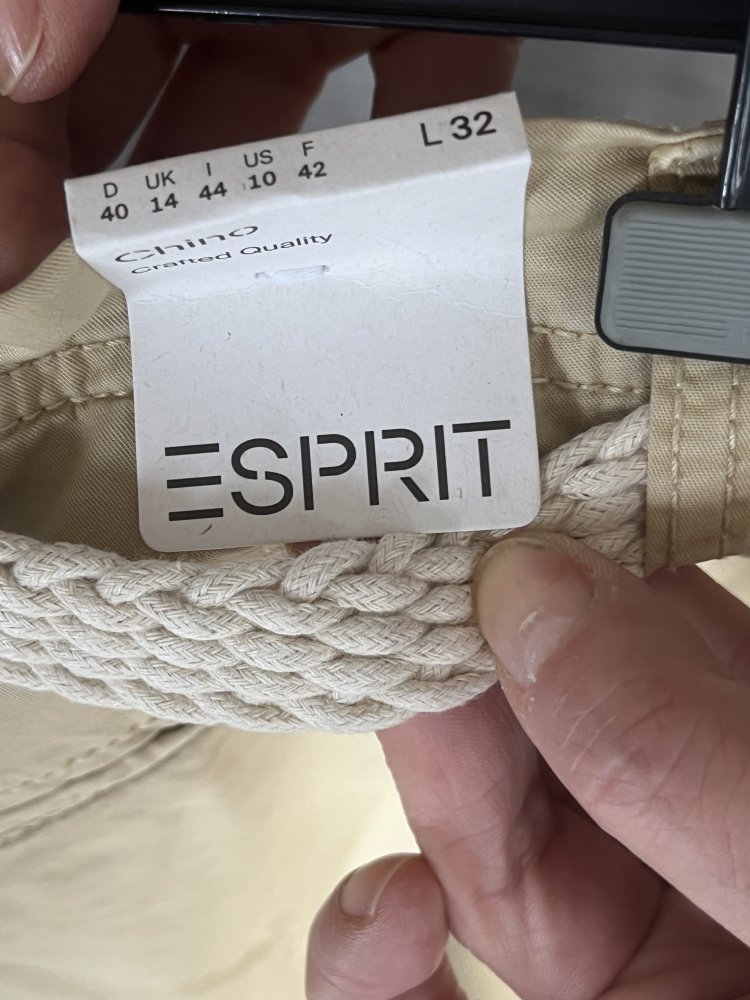 D UK I US F
40 14 44 10 42
L 32
Chino
Crafted Quality
ESPRIT